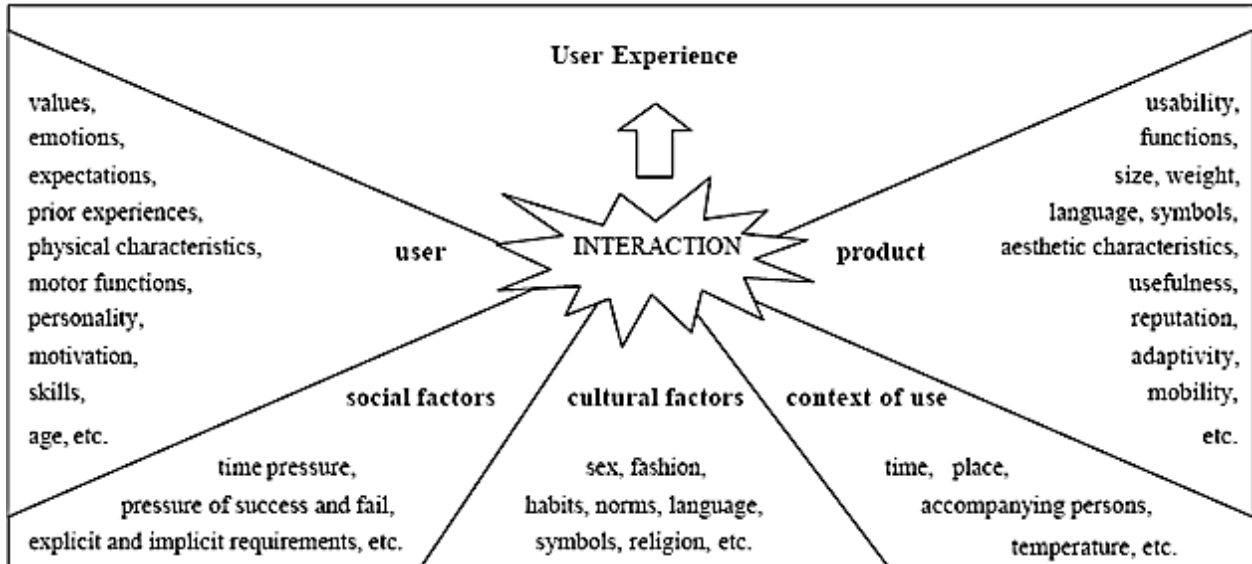 User Experience
values,
emotions,
expectations,
prior experiences,
physical characteristics,
motor functions,
personality,
motivation,
skills,
age, etc.
user
INTERACTION
product
usability,
functions,
size, weight,
language, symbols,
aesthetic characteristics,
usefulness,
reputation,
adaptivity,
mobility,
etc.
social factors
time pressure,
pressure of success and fail,
explicit and implicit requirements, etc.
cultural factors
sex, fashion,
habits, norms, language,
symbols, religion, etc.
context of use
time, place,
accompanying persons,
temperature, etc.